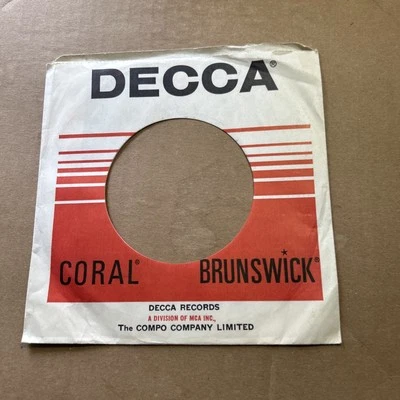 DECCA®
CORAL® BRUNSWICK®
DECCA RECORDS
A DIVISION OF MCA INC.,
The COMPO COMPANY LIMITED